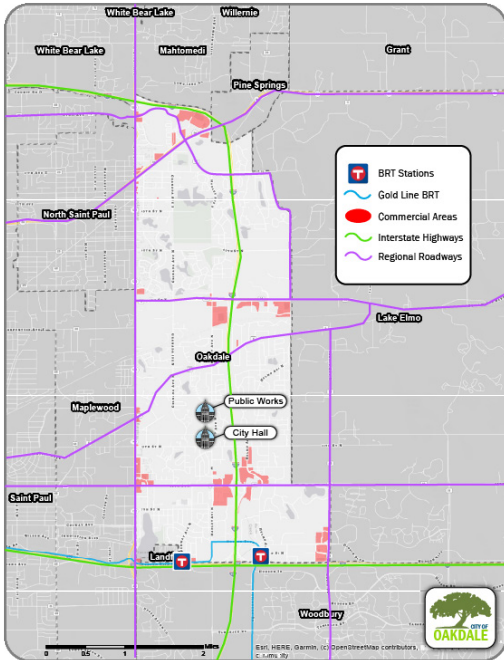 White Bear Lake
Willernie
White Bear Lake
Mahtomedi
Grant
Pine Springs
BRT Stations
Gold Line BRT
Commercial Areas
Interstate Highways
Regional Roadways
North Saint Paul
Lake Elmo
Oakdale
Public Works
Maplewood
City Hall
Saint Paul
Landf
Woodbury
0 0.5 1 2
Miles
Esri, HERE, Garmin, (c) OpenStreetMap contributors,
CITY OF
OAKDALE